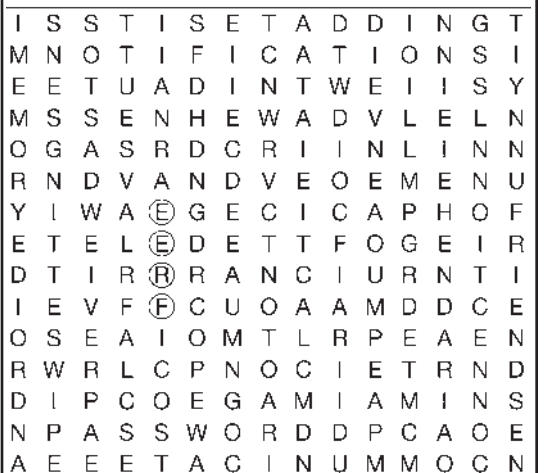 I S S T I S E T A D D I N G T
M N O T I F I C A T I O N S I
E E T U A D I N T W E I I S Y
M S S E N H E W A D V L E L N
O G A S R D C R I I N L I N N
R N D V A N D V E O E M E N U
Y I W A E G E C I C A P H O F
E T E L E D E T T F O G E I R
D T I R R R A N C I U R N T I
I E V F F C U O A A M D D C E
O S E A I O M T L R P E A E N
R W R L C P N O C I E T R N D
D I P C O E G A M I A M I N S
N P A S S W O R D D P C A O E
A E E E T A C I N U M M O C N